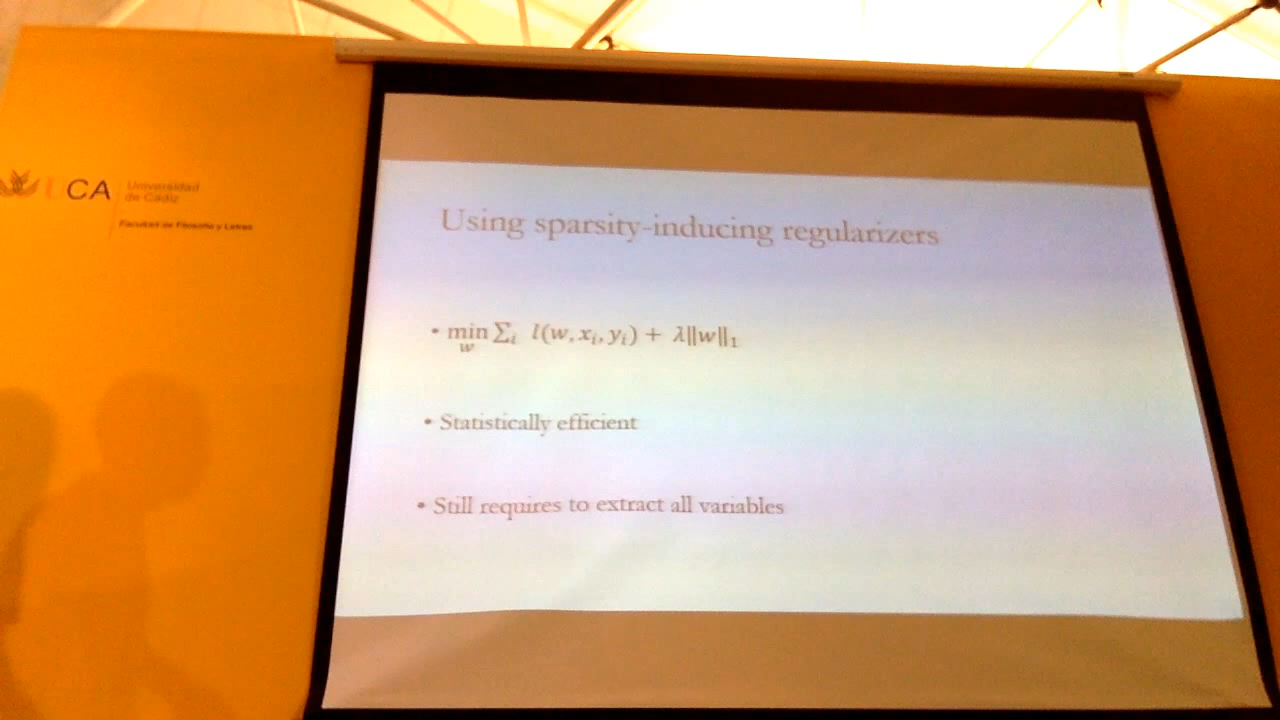 UCA
Universidad
de Cádiz
Facultad de Filosofía y Letras
Using sparsity-inducing regularizers
• min_w Σ_i l(w, x_i, y_i) + λ‖w‖_1
• Statistically efficient
• Still requires to extract all variables